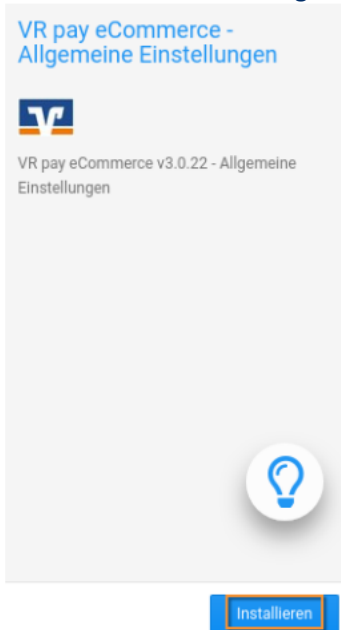 VR pay eCommerce -
Allgemeine Einstellungen
VR pay eCommerce v3.0.22 - Allgemeine
Einstellungen
Installieren